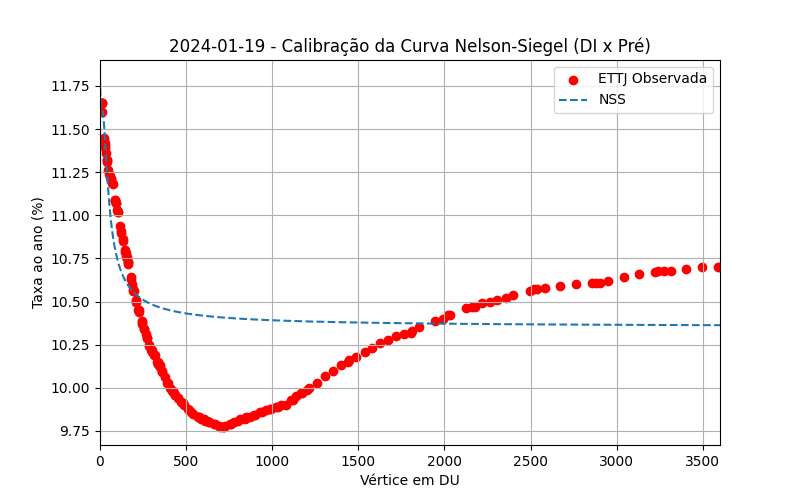 2024-01-19 - Calibração da Curva Nelson-Siegel (DI x Pré)
ETTJ Observada
NSS
Taxa ao ano (%)
11.75
11.50
11.25
11.00
10.75
10.50
10.25
10.00
9.75
0 500 1000 1500 2000 2500 3000 3500
Vértice em DU